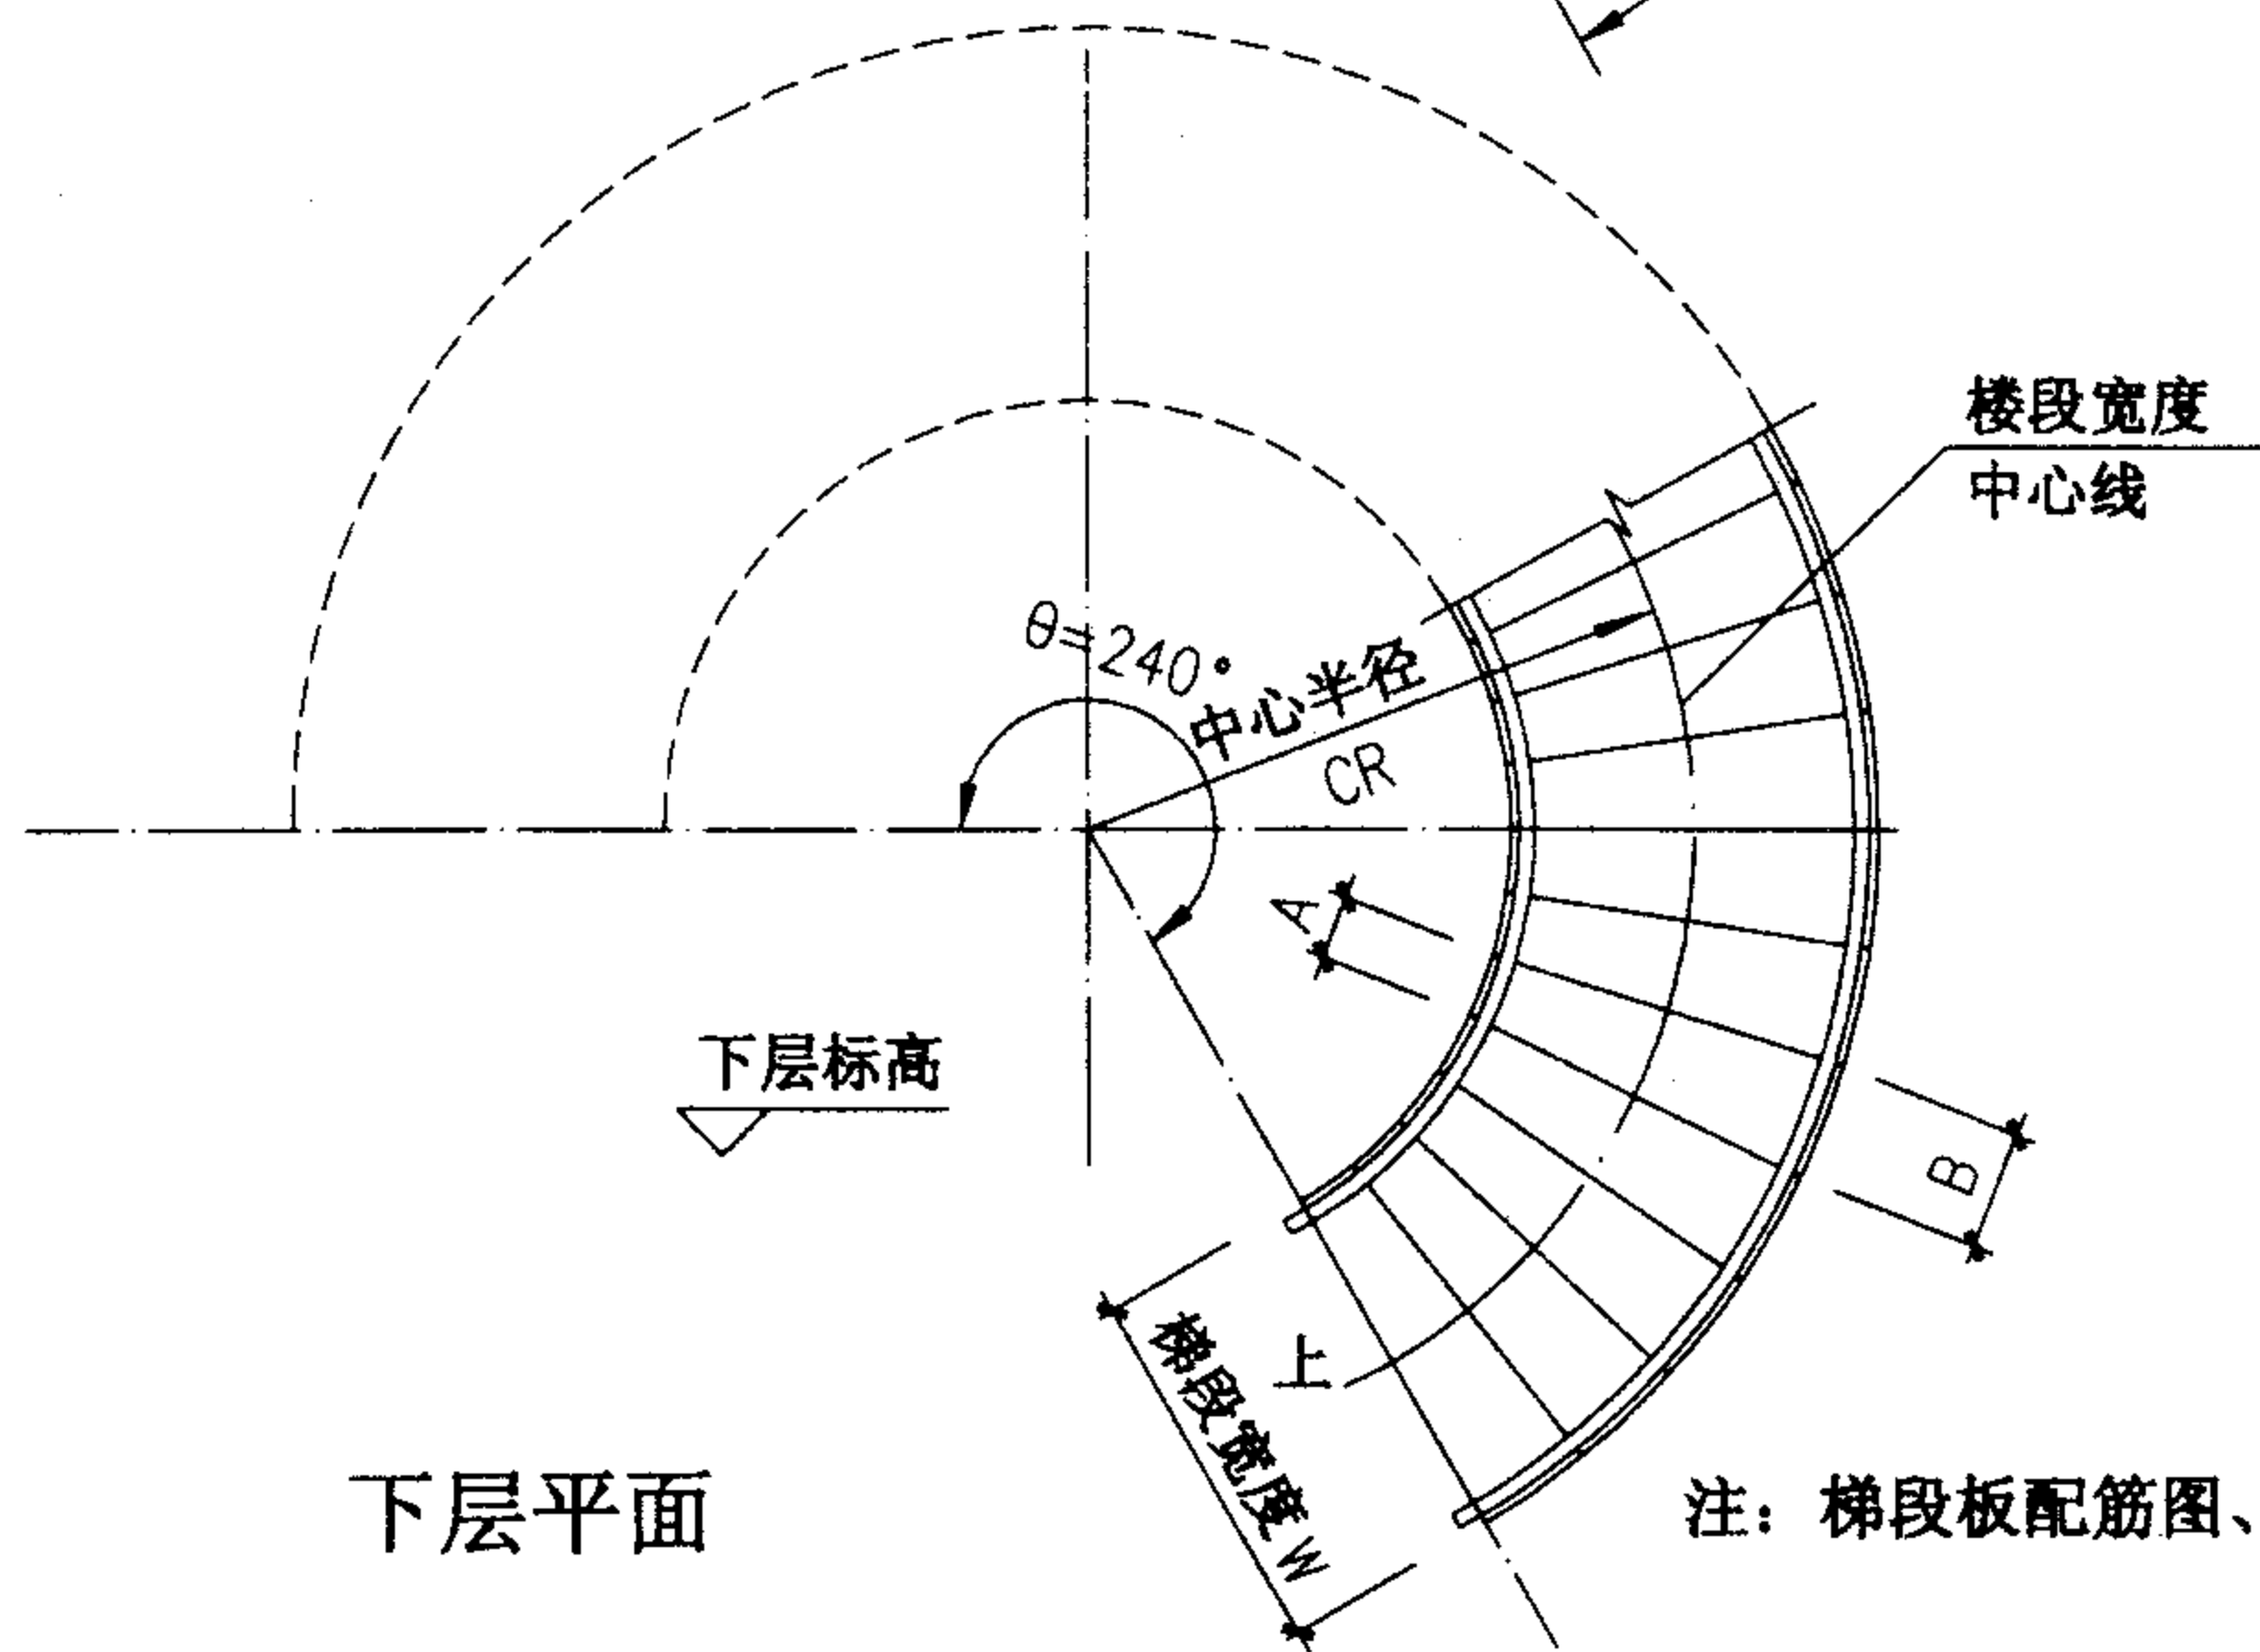 楼段宽度
中心线
θ=240°
中心半径
CR
A
下层标高
B
上
梯段宽度W
下层平面
注：梯段板配筋图、